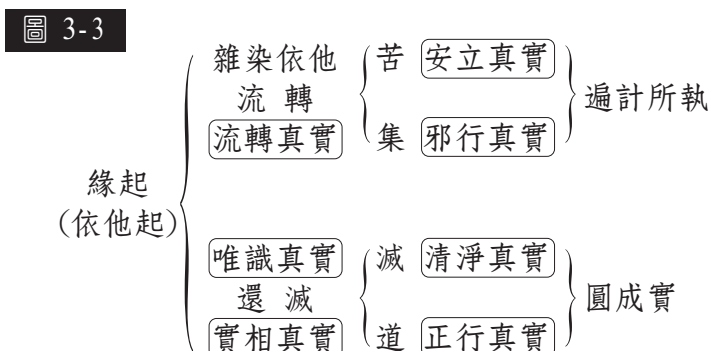 圖 3-3
緣起
(依他起)
雜染依他
流 轉
流轉真實
苦 安立真實
集 邪行真實
遍計所執
唯識真實
還 滅
實相真實
滅 清淨真實
道 正行真實
圓成實